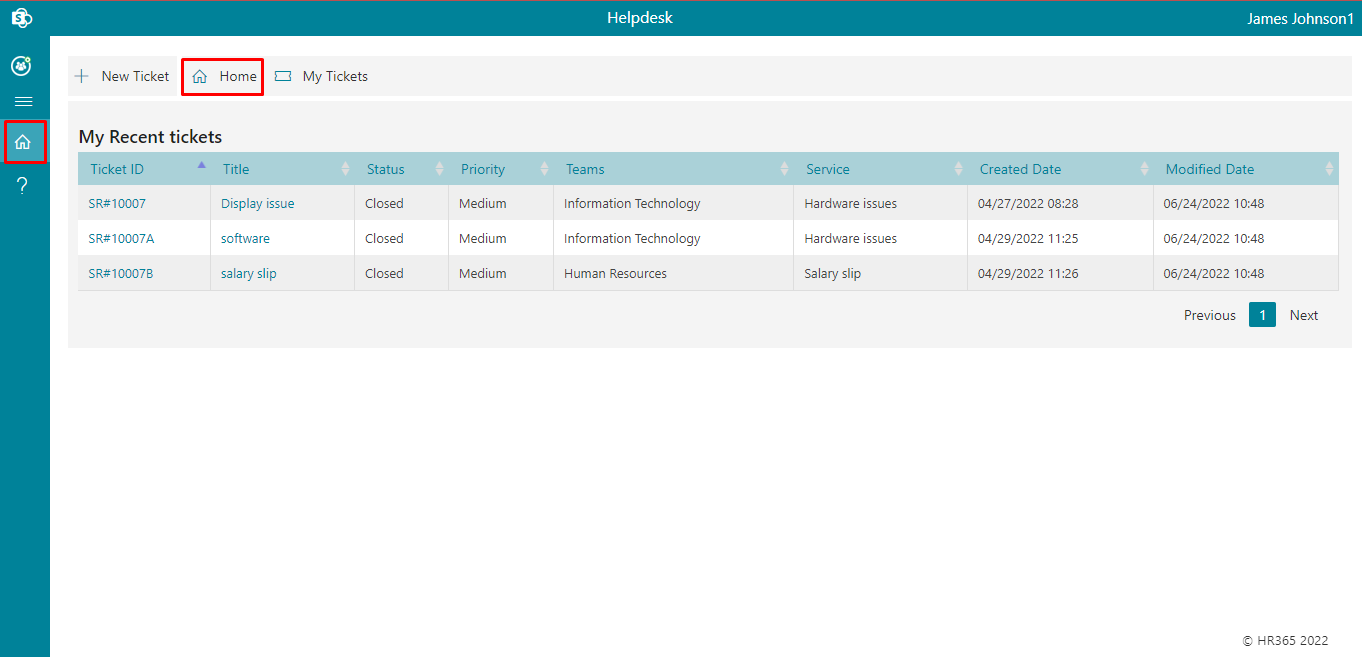 Helpdesk
James Johnson1
New Ticket Home My Tickets
My Recent tickets
Ticket ID Title Status Priority Teams Service Created Date Modified Date
SR#10007 Display issue Closed Medium Information Technology Hardware issues 04/27/2022 08:28 06/24/2022 10:48
SR#10007A software Closed Medium Information Technology Hardware issues 04/29/2022 11:25 06/24/2022 10:48
SR#10007B salary slip Closed Medium Human Resources Salary slip 04/29/2022 11:26 06/24/2022 10:48
Previous 1 Next
© HR365 2022